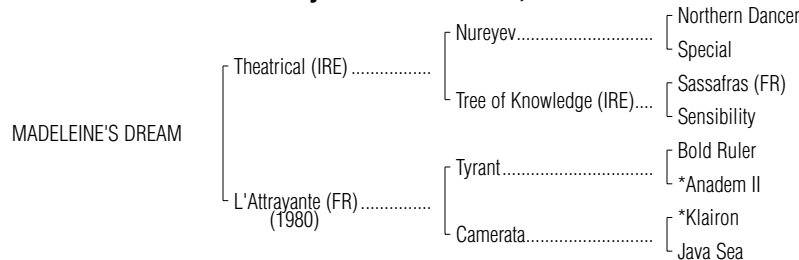 Northern Dancer
Nureyev
Special
Theatrical (IRE)
Sassafras (FR)
Tree of Knowledge (IRE)
Sensibility
MADELEINE'S DREAM
Bold Ruler
Tyrant
*Anadem II
L'Attrayante (FR)
(1980)
*Klairon
Camerata
Java Sea